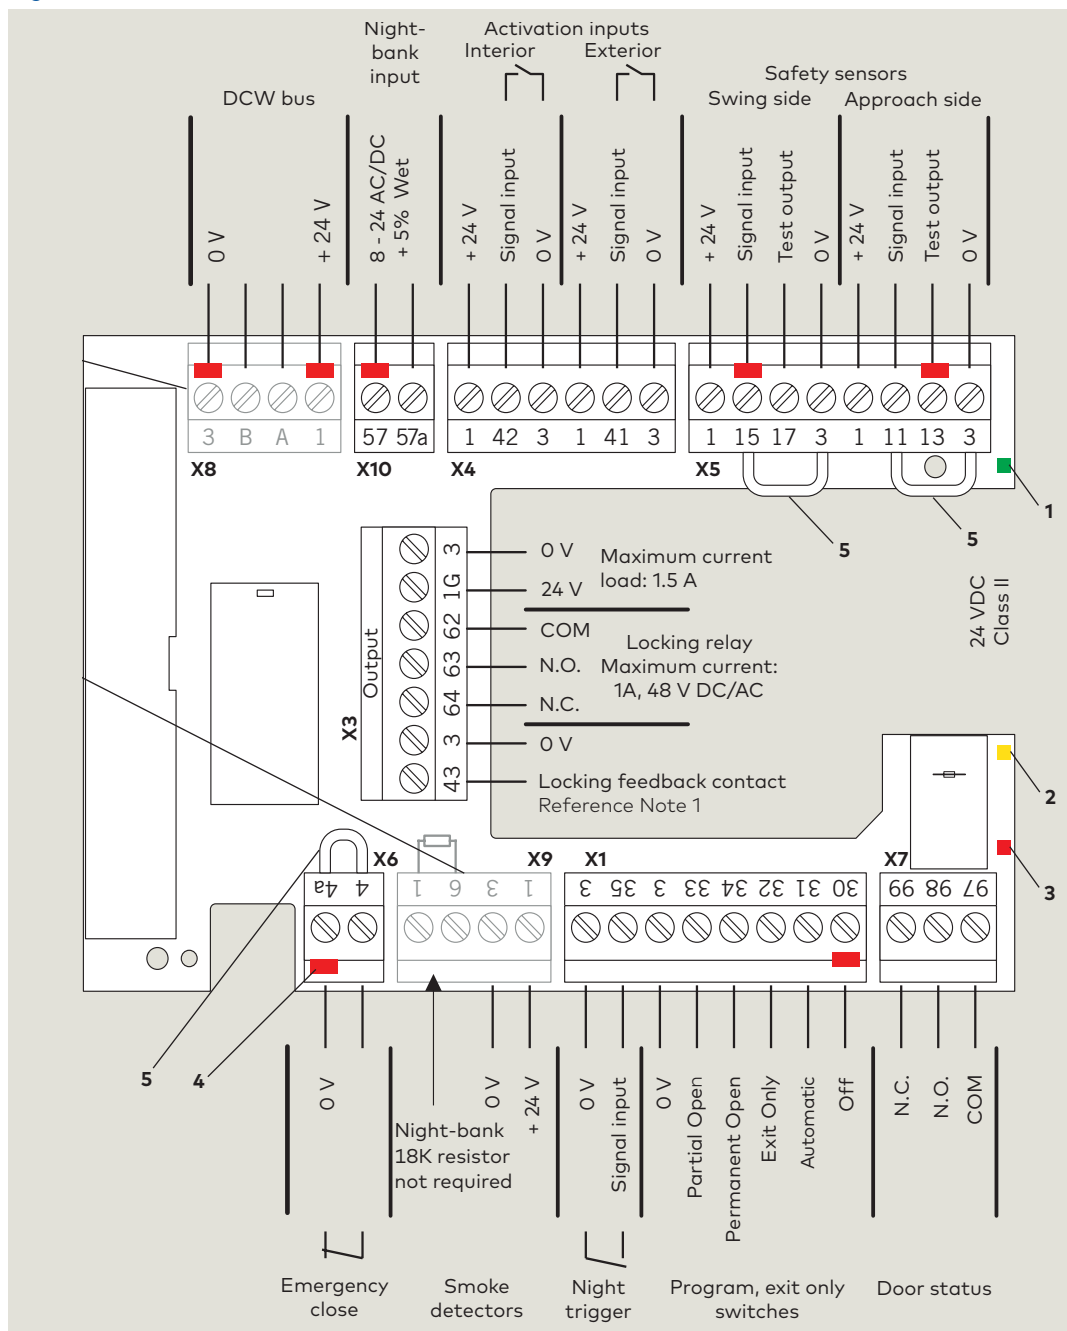 Night-
bank
input
Activation inputs
Interior
Exterior
Safety sensors
Swing side
Approach side
DCW bus
0 V
+ 24 V
8 - 24 AC/DC
+ 5% Wet
+ 24 V
Signal input
0 V
+ 24 V
Signal input
0 V
+ 24 V
Signal input
Test output
0 V
+ 24 V
Signal input
Test output
0 V
3 B A 1
57 57a
1 42 3 1 41 3
1 15 17 3 1 11 13 3
X8
X10
X4
X5
1
5
5
3
0 V
Maximum current
load: 1.5 A
1G
24 V
62
COM
Locking relay
Maximum current:
1A, 48 V DC/AC
63
N.O.
64
N.C.
3
0 V
43
Locking feedback contact
Reference Note 1
Output
X3
24 VDC
Class II
2
3
X6
X9
X1
X7
4a 4
1 6 3 1
3 35 3 33 34 32 31 30
99 98 97
5
4
0 V
Night-bank
18K resistor
not required
0 V
+ 24 V
0 V
Signal input
0 V
Partial Open
Permanent Open
Exit Only
Automatic
Off
N.C.
N.O.
COM
Emergency
close
Smoke
detectors
Night
trigger
Program, exit only
switches
Door status